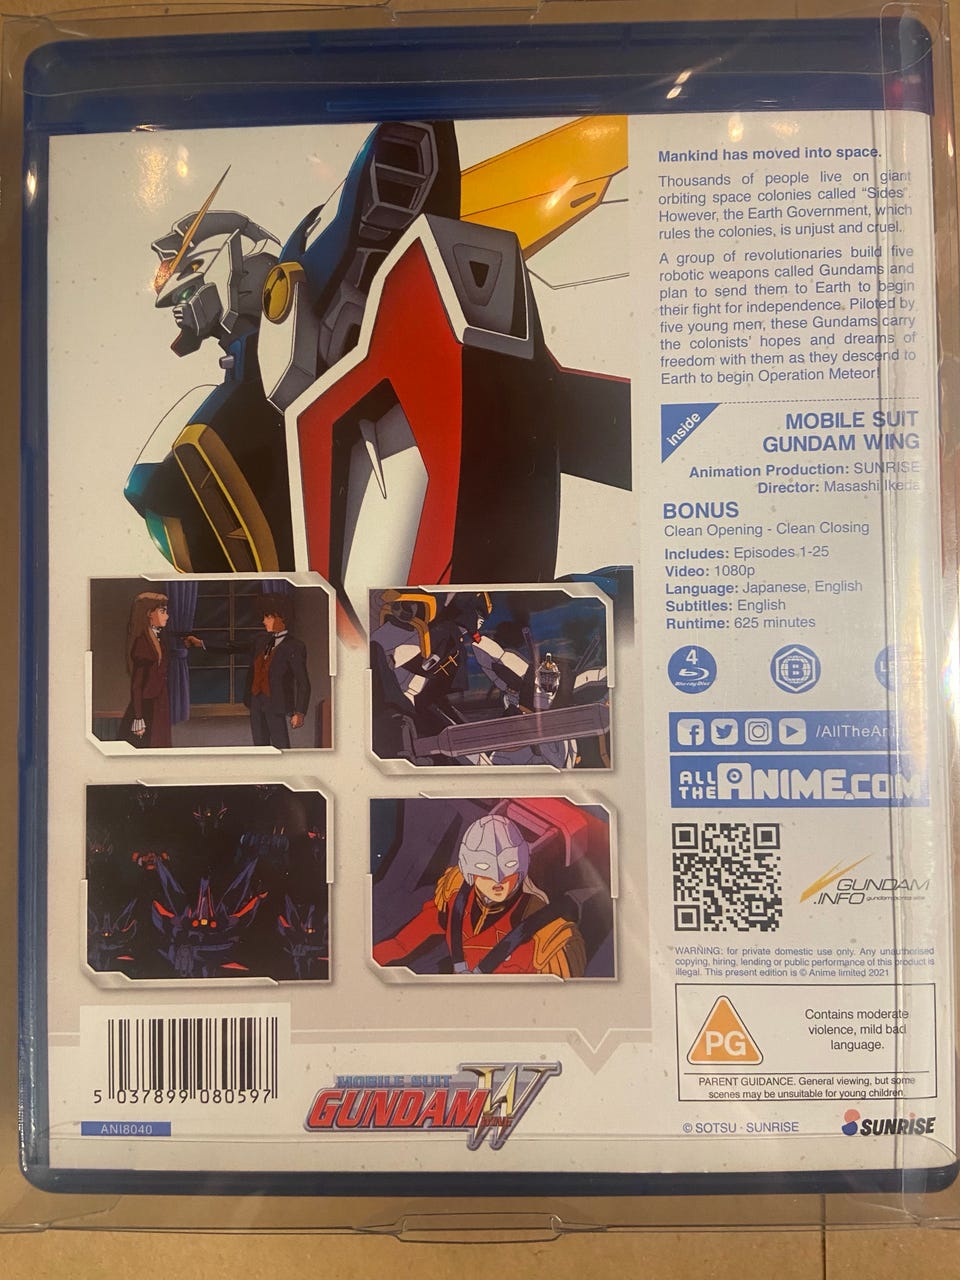 Mankind has moved into space.
Thousands of people live on giant
orbiting space colonies called “Sides”.
However, the Earth Government, which
rules the colonies, is unjust and cruel.
A group of revolutionaries build five
robotic weapons called Gundams and
plan to send them to Earth to begin
their fight for independence. Piloted by
five young men, these Gundams carry
the colonists’ hopes and dreams of
freedom with them as they descend to
Earth to begin Operation Meteor!
inside
MOBILE SUIT
GUNDAM WING
Animation Production: SUNRISE
Director: Masashi Ikeda
BONUS
Clean Opening - Clean Closing
Includes: Episodes 1-25
Video: 1080p
Language: Japanese, English
Subtitles: English
Runtime: 625 minutes
4
Blu-ray Disc
B
/AllTheAnime
ALL THE ANIME.COM
GUNDAM
.INFO
WARNING: for private domestic use only. Any unauthorised
copying, hiring, lending or public performance of this product is
illegal. This present edition is © Anime limited 2021
PG
Contains moderate
violence, mild bad
language.
PARENT GUIDANCE. General viewing, but some
scenes may be unsuitable for young children.
5 037899 080597
ANI8040
MOBILE SUIT
GUNDAM W
WING
© SOTSU · SUNRISE
SUNRISE